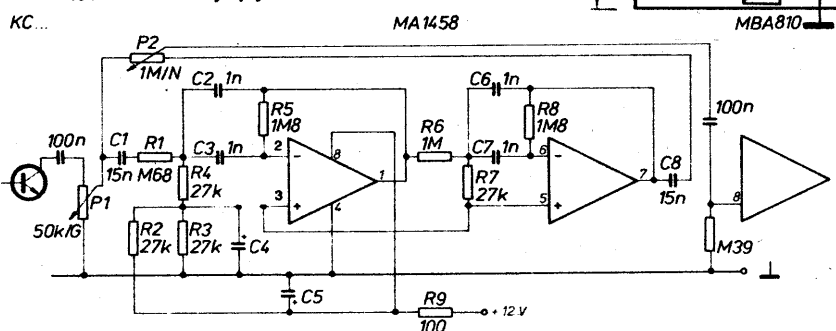 KC... MA1458 MBA810
P2
1M/N
C2 1n
C6 1n
R5
1M8
R8
1M8
100n
100n C1 R1
15n M68
C3 1n
2 - 8 1
R6
1M
C7 1n
6 - 7
C8
15n
R4
27k
3 + 4
R7
27k
5 +
8
P1
50k/G
R2
27k
R3
27k
C4
+
M39
C5
+
R9
100
+ 12 V